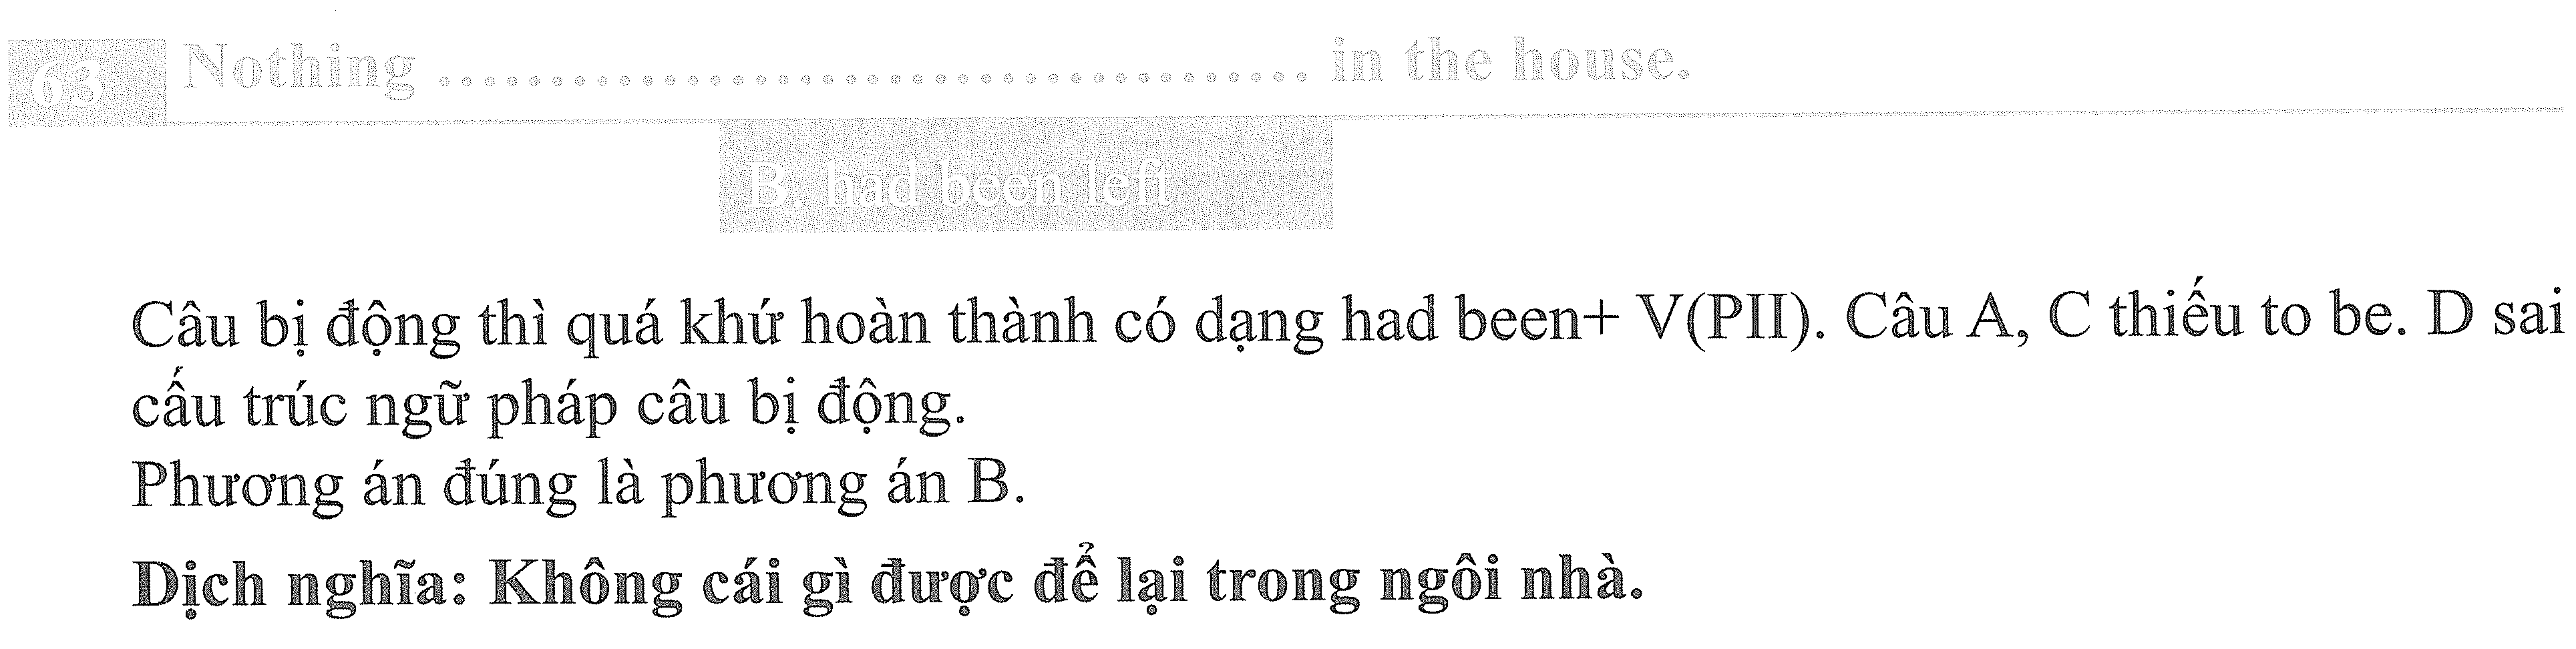 63 Nothing ....................................... in the house.
B. had been left
Câu bị động thì quá khứ hoàn thành có dạng had been+ V(PII). Câu A, C thiếu to be. D sai
cấu trúc ngữ pháp câu bị động.
Phương án đúng là phương án B.
Dịch nghĩa: Không cái gì được để lại trong ngôi nhà.